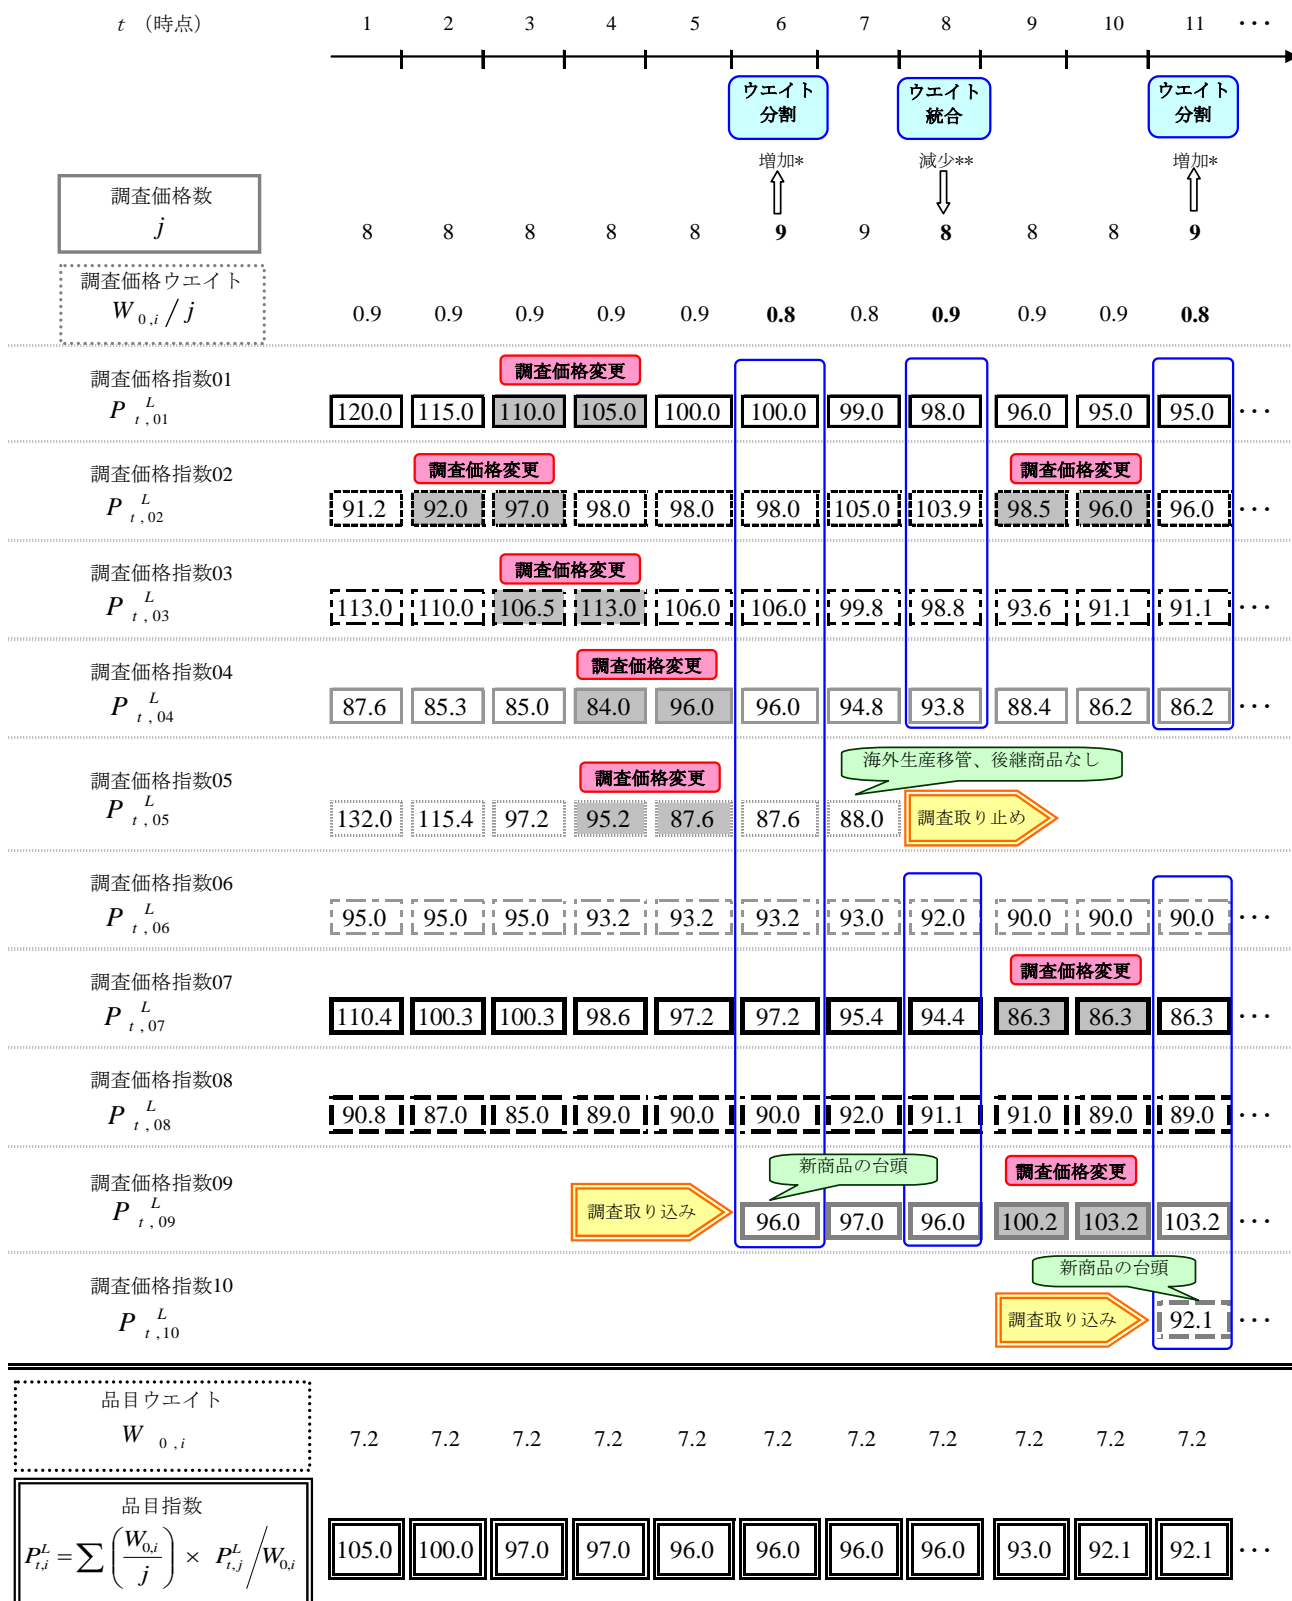 t （時点） 1 2 3 4 5 6 7 8 9 10 11 ･･･
ウエイト分割 ウエイト統合 ウエイト分割
増加* 減少** 増加*
調査価格数
j 8 8 8 8 8 9 9 8 8 8 9
調査価格ウエイト
W 0,i / j 0.9 0.9 0.9 0.9 0.9 0.8 0.8 0.9 0.9 0.9 0.8
調査価格変更
調査価格指数01
P t,01 L 120.0 115.0 110.0 105.0 100.0 100.0 99.0 98.0 96.0 95.0 95.0 ･･･
調査価格変更 調査価格変更
調査価格指数02
P t,02 L 91.2 92.0 97.0 98.0 98.0 98.0 105.0 103.9 98.5 96.0 96.0 ･･･
調査価格変更
調査価格指数03
P t,03 L 113.0 110.0 106.5 113.0 106.0 106.0 99.8 98.8 93.6 91.1 91.1 ･･･
調査価格変更
調査価格指数04
P t,04 L 87.6 85.3 85.0 84.0 96.0 96.0 94.8 93.8 88.4 86.2 86.2 ･･･
海外生産移管、後継商品なし
調査価格変更
調査価格指数05
P t,05 L 132.0 115.4 97.2 95.2 87.6 87.6 88.0 調査取り止め
調査価格指数06
P t,06 L 95.0 95.0 95.0 93.2 93.2 93.2 93.0 92.0 90.0 90.0 90.0 ･･･
調査価格変更
調査価格指数07
P t,07 L 110.4 100.3 100.3 98.6 97.2 97.2 95.4 94.4 86.3 86.3 86.3 ･･･
調査価格指数08
P t,08 L 90.8 87.0 85.0 89.0 90.0 90.0 92.0 91.1 91.0 89.0 89.0 ･･･
新商品の台頭 調査価格変更
調査価格指数09
P t,09 L 調査取り込み 96.0 97.0 96.0 100.2 103.2 103.2 ･･･
新商品の台頭
調査価格指数10
P t,10 L 調査取り込み 92.1 ･･･
品目ウエイト
W 0,i 7.2 7.2 7.2 7.2 7.2 7.2 7.2 7.2 7.2 7.2 7.2
品目指数
P t,i L = ∑ (W 0,i / j) × P t,j L / W 0,i 105.0 100.0 97.0 97.0 96.0 96.0 96.0 96.0 93.0 92.1 92.1 ･･･